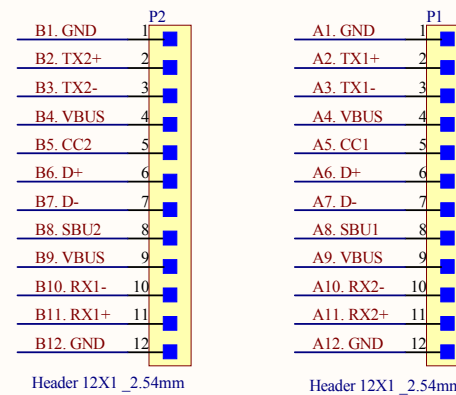 P2
B1. GND 1
B2. TX2+ 2
B3. TX2- 3
B4. VBUS 4
B5. CC2 5
B6. D+ 6
B7. D- 7
B8. SBU2 8
B9. VBUS 9
B10. RX1- 10
B11. RX1+ 11
B12. GND 12
Header 12X1 _2.54mm
P1
A1. GND 1
A2. TX1+ 2
A3. TX1- 3
A4. VBUS 4
A5. CC1 5
A6. D+ 6
A7. D- 7
A8. SBU1 8
A9. VBUS 9
A10. RX2- 10
A11. RX2+ 11
A12. GND 12
Header 12X1 _2.54mm